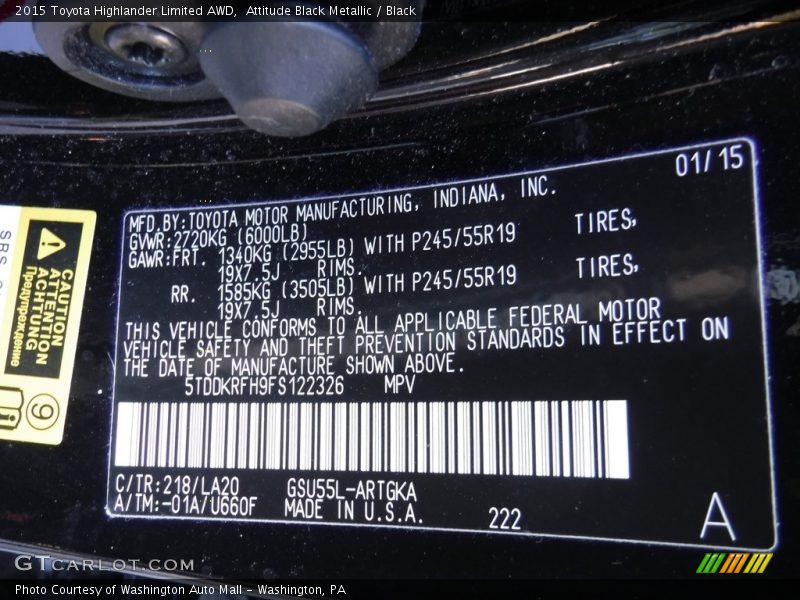 2015 Toyota Highlander Limited AWD,  Attitude Black Metallic / Black
01/15
MFD.BY:TOYOTA MOTOR MANUFACTURING, INDIANA, INC.
GVWR:2720KG (6000LB)
GAWR:FRT. 1340KG (2955LB) WITH P245/55R19 TIRES,
19X7.5J RIMS.
RR. 1585KG (3505LB) WITH P245/55R19 TIRES,
19X7.5J RIMS.
THIS VEHICLE CONFORMS TO ALL APPLICABLE FEDERAL MOTOR
VEHICLE SAFETY AND THEFT PREVENTION STANDARDS IN EFFECT ON
THE DATE OF MANUFACTURE SHOWN ABOVE.
5TDDKRFH9FS122326 MPV
C/TR:218/LA20 GSU55L-ARTGKA
A/TM:-01A/U660F MADE IN U.S.A. 222
A
CAUTION
ATTENTION
ACHTUNG
Предупреждение
9
GTCARLOT.COM
Photo Courtesy of Washington Auto Mall – Washington, PA